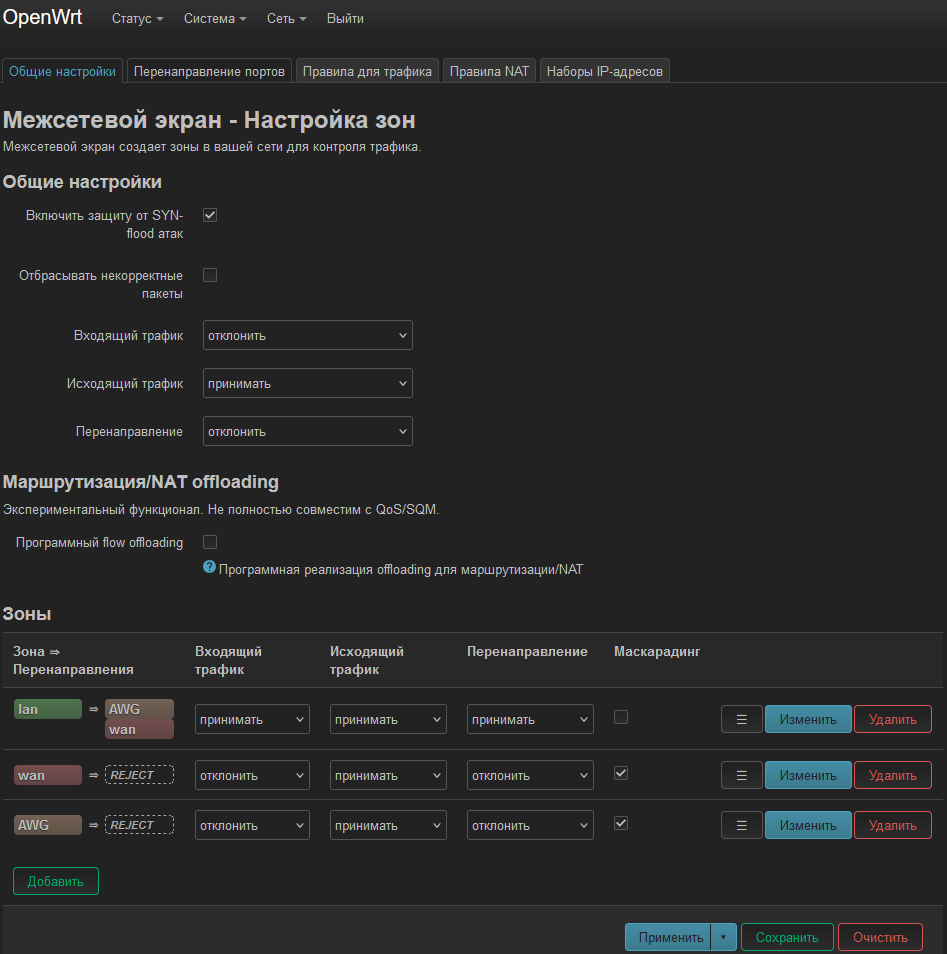 OpenWrt Статус Система Сеть Выйти
Общие настройки Перенаправление портов Правила для трафика Правила NAT Наборы IP-адресов
Межсетевой экран - Настройка зон
Межсетевой экран создает зоны в вашей сети для контроля трафика.
Общие настройки
Включить защиту от SYN-
flood атак
Отбрасывать некорректные
пакеты
Входящий трафик отклонить
Исходящий трафик принимать
Перенаправление отклонить
Маршрутизация/NAT offloading
Экспериментальный функционал. Не полностью совместим с QoS/SQM.
Программный flow offloading
Программная реализация offloading для маршрутизации/NAT
Зоны
Зона ⇒ Входящий Исходящий Перенаправление Маскарадинг
Перенаправления трафик трафик
lan ⇒ AWG
wan
принимать принимать принимать Изменить Удалить
wan ⇒ REJECT отклонить принимать отклонить Изменить Удалить
AWG ⇒ REJECT отклонить принимать отклонить Изменить Удалить
Добавить
Применить Сохранить Очистить